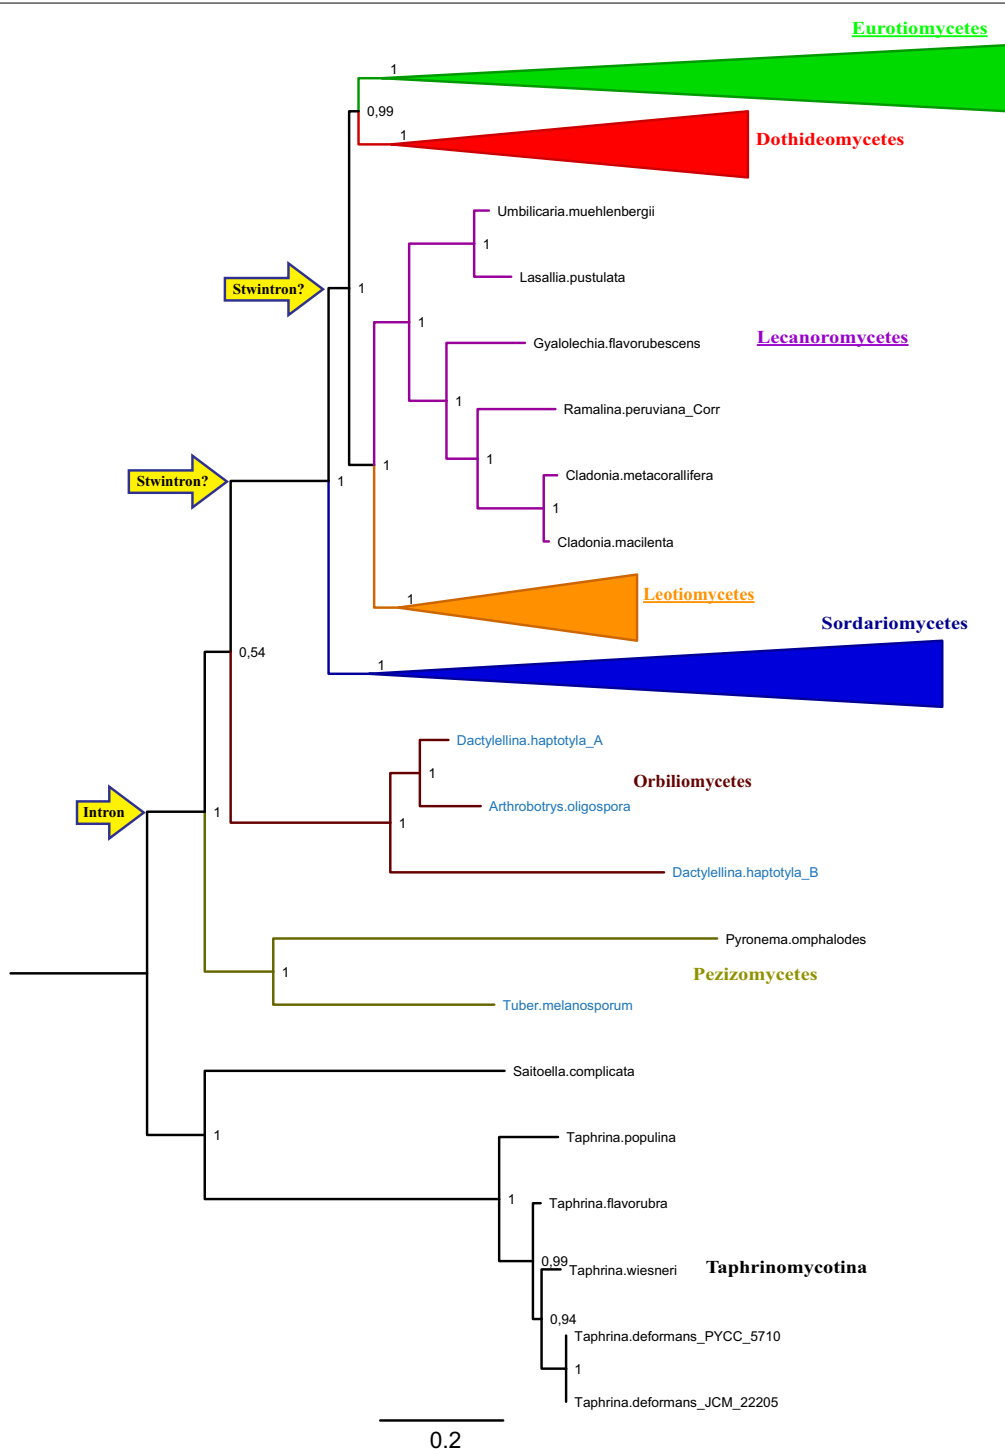 Eurotiomycetes
1
0,99
1
Dothideomycetes
Umbilicaria.muehlenbergii
1
Lasallia.pustulata
Stwintron?
1
1
Gyalolechia.flavorubescens
Lecanoromycetes
1
Ramalina.peruviana_Corr
1
1
Stwintron?
1
Cladonia.metacorallifera
1
Cladonia.macilenta
1
Leotiomycetes
Sordariomycetes
0,54
1
Dactylellina.haptotyla_A
1
Orbiliomycetes
Intron
1
Arthrobotrys.oligospora
1
Dactylellina.haptotyla_B
Pyronema.omphalodes
1
Pezizomycetes
Tuber.melanosporum
Saitoella.complicata
1
Taphrina.populina
1
Taphrina.flavorubra
0,99
Taphrina.wiesneri
Taphrinomycotina
0,94
Taphrina.deformans_PYCC_5710
1
Taphrina.deformans_JCM_22205
0.2